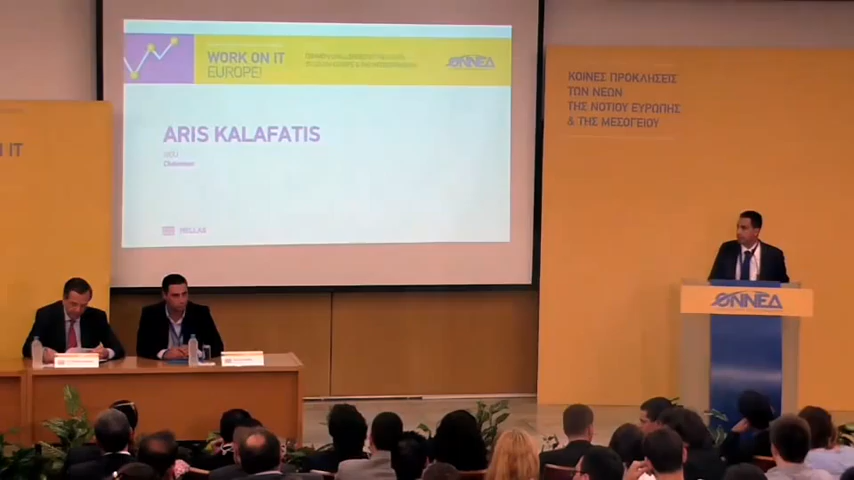 WORK ON IT
EUROPE!
ΟΝΝΕΔ
ARIS KALAFATIS
Chairman
HELLAS
N IT
ΚΟΙΝΕΣ ΠΡΟΚΛΗΣΕΙΣ
ΤΩΝ ΝΕΩΝ
ΤΗΣ ΝΟΤΙΟΥ ΕΥΡΩΠΗΣ
& ΤΗΣ ΜΕΣΟΓΕΙΟΥ
ΟΝΝΕΔ